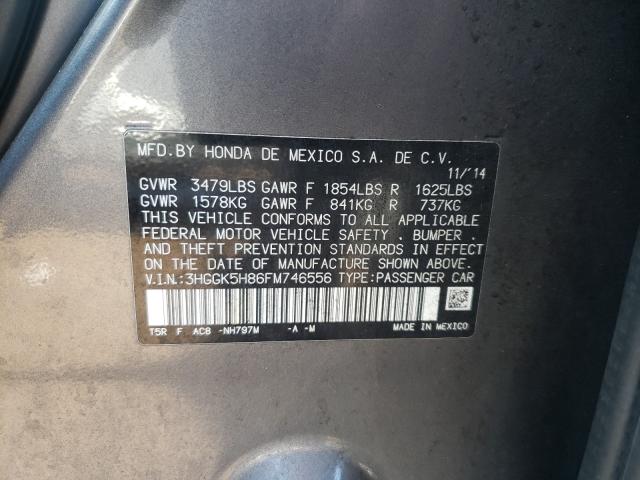 MFD. BY HONDA DE MEXICO S.A. DE C.V.
11/'14
GVWR 3479LBS GAWR F 1854LBS R 1625LBS
GVWR 1578KG GAWR F 841KG R 737KG
THIS VEHICLE CONFORMS TO ALL APPLICABLE
FEDERAL MOTOR VEHICLE SAFETY . BUMPER .
AND THEFT PREVENTION STANDARDS IN EFFECT
ON THE DATE OF MANUFACTURE SHOWN ABOVE.
V.I.N.:3HGGK5H86FM746556 TYPE:PASSENGER CAR
T5R F AC8 -NH797M -A -M MADE IN MEXICO